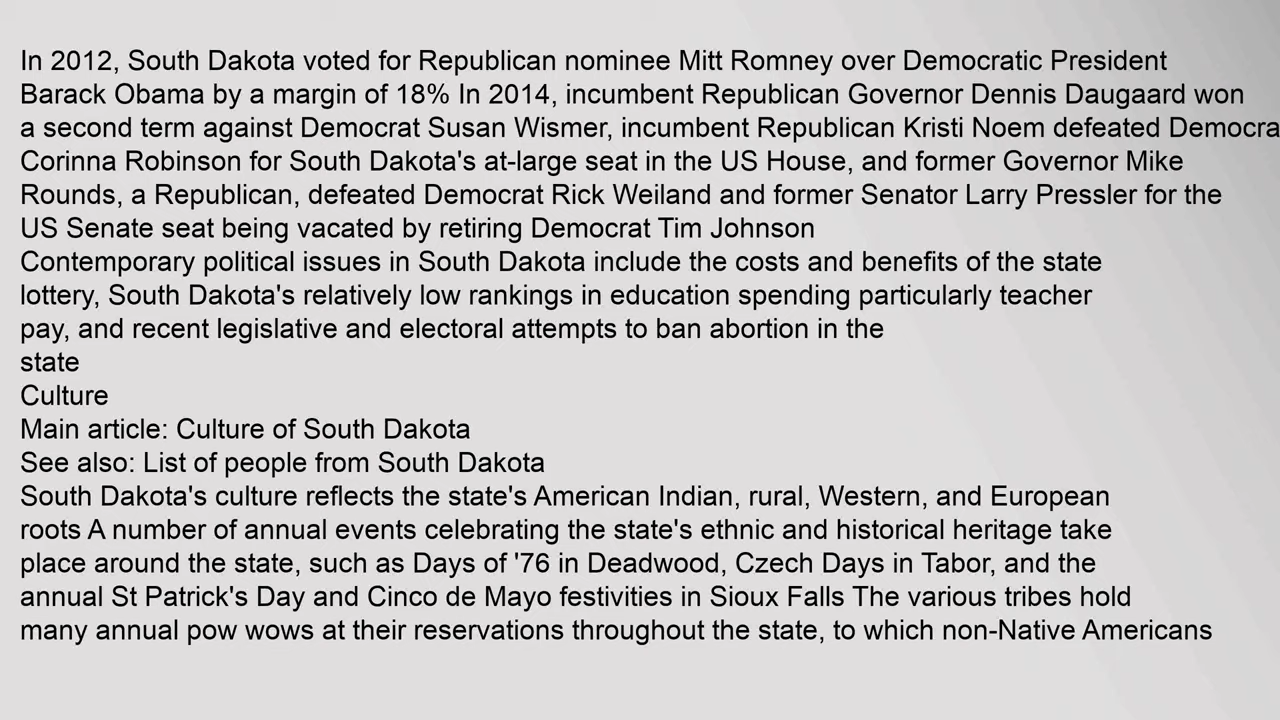 In 2012, South Dakota voted for Republican nominee Mitt Romney over Democratic President
Barack Obama by a margin of 18% In 2014, incumbent Republican Governor Dennis Daugaard won
a second term against Democrat Susan Wismer, incumbent Republican Kristi Noem defeated Democra
Corinna Robinson for South Dakota's at-large seat in the US House, and former Governor Mike
Rounds, a Republican, defeated Democrat Rick Weiland and former Senator Larry Pressler for the
US Senate seat being vacated by retiring Democrat Tim Johnson
Contemporary political issues in South Dakota include the costs and benefits of the state
lottery, South Dakota's relatively low rankings in education spending particularly teacher
pay, and recent legislative and electoral attempts to ban abortion in the
state
Culture
Main article: Culture of South Dakota
See also: List of people from South Dakota
South Dakota's culture reflects the state's American Indian, rural, Western, and European
roots A number of annual events celebrating the state's ethnic and historical heritage take
place around the state, such as Days of '76 in Deadwood, Czech Days in Tabor, and the
annual St Patrick's Day and Cinco de Mayo festivities in Sioux Falls The various tribes hold
many annual pow wows at their reservations throughout the state, to which non-Native Americans